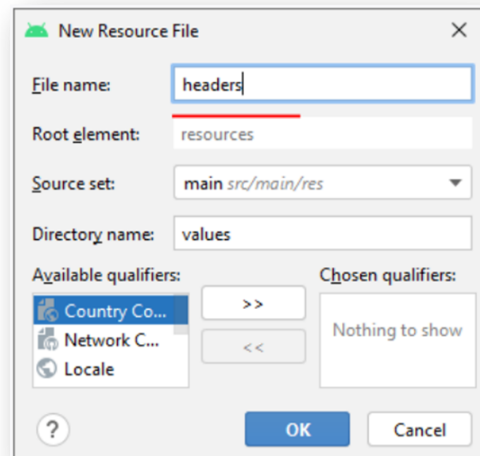 New Resource File
File name: headers
Root element: resources
Source set: main src/main/res
Directory name: values
Available qualifiers: Chosen qualifiers:
Country Co... >> Nothing to show
Network C... <<
Locale
? OK Cancel